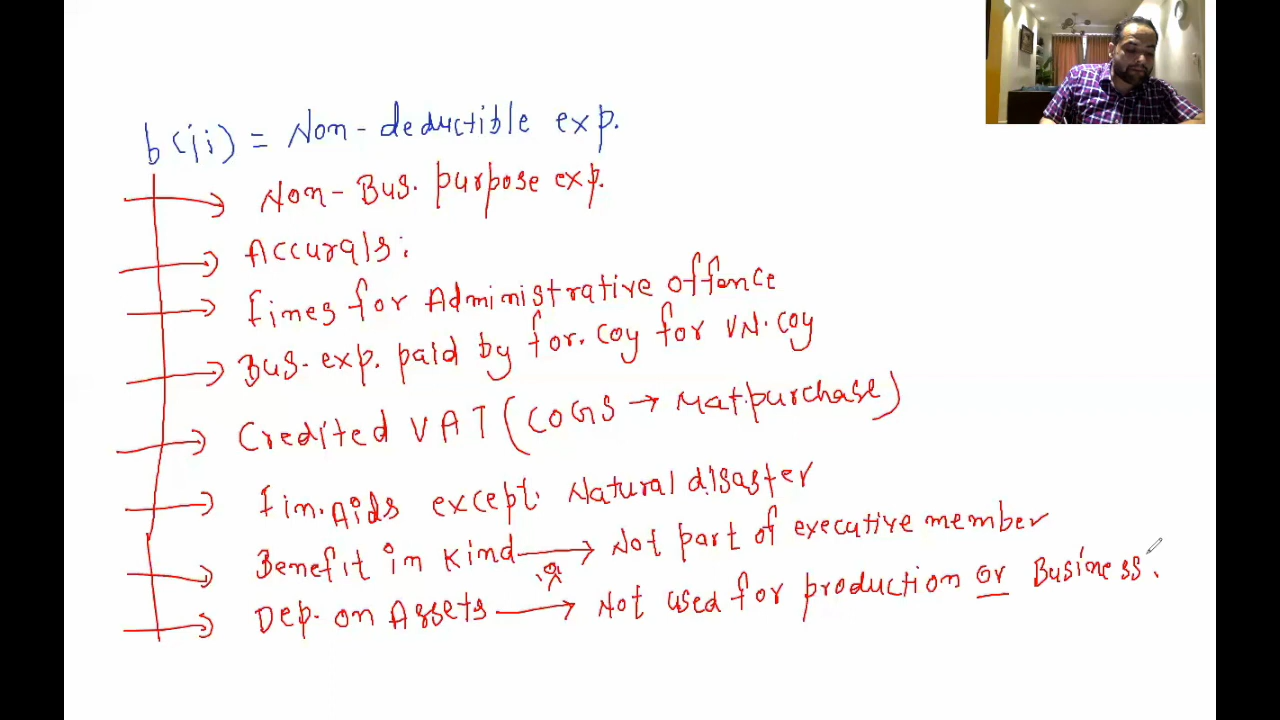 b(ii) = Non-deductible exp.
Non-Bus. purpose exp.
Accurals:
Fines for Administrative offence
Bus. exp. paid by for. coy for VN. coy
Credited VAT (COGS → Mat. purchase)
Fin. Aids except. Natural disaster
Benefit in Kind → Not part of executive member
Dep. on Assets → Not used for production or Business.